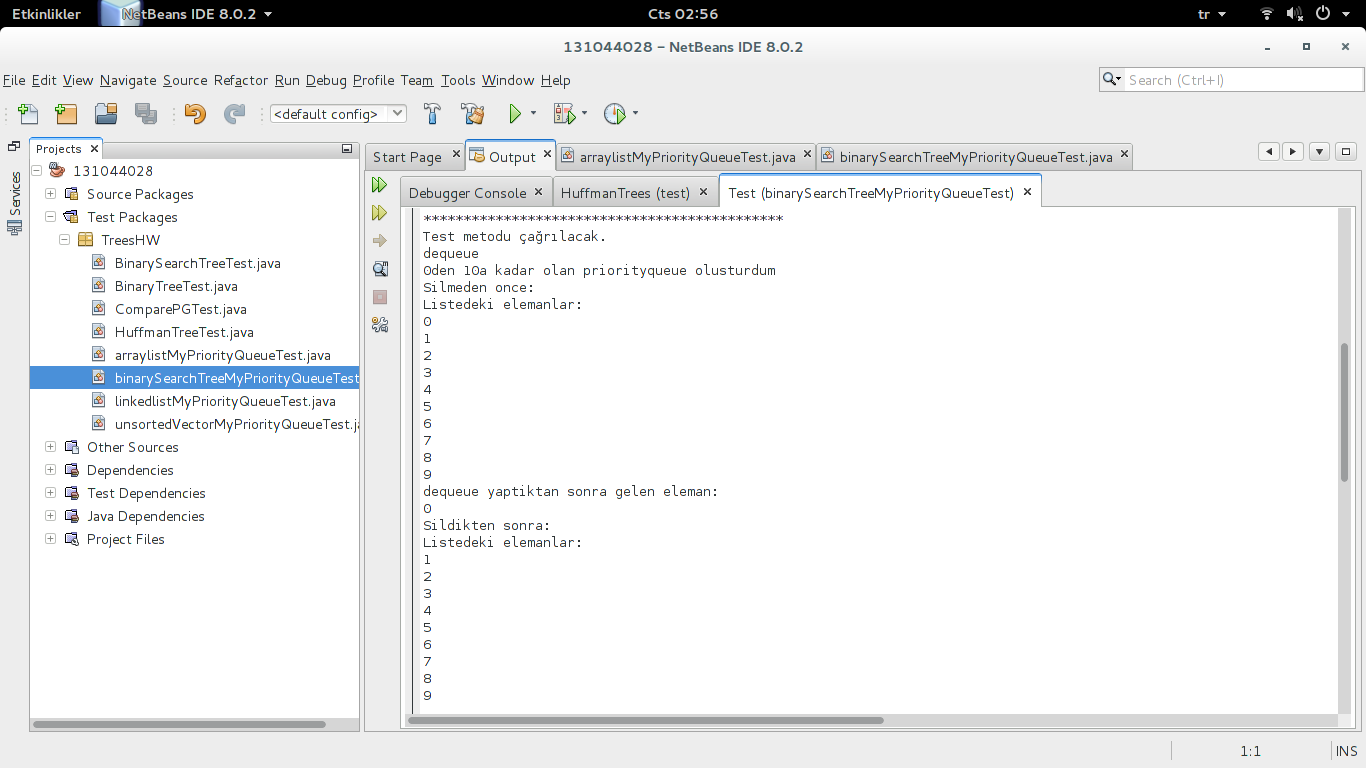 Etkinlikler NetBeans IDE 8.0.2 Cts 02:56 tr
131044028 – NetBeans IDE 8.0.2
File Edit View Navigate Source Refactor Run Debug Profile Team Tools Window Help Search (Ctrl+I)
<default config>
Projects
Services
131044028
Source Packages
Test Packages
TreesHW
BinarySearchTreeTest.java
BinaryTreeTest.java
ComparePGTest.java
HuffmanTreeTest.java
arraylistMyPriorityQueueTest.java
binarySearchTreeMyPriorityQueueTest
linkedlistMyPriorityQueueTest.java
unsortedVectorMyPriorityQueueTest.ja
Other Sources
Dependencies
Test Dependencies
Java Dependencies
Project Files
Start Page Output arraylistMyPriorityQueueTest.java binarySearchTreeMyPriorityQueueTest.java
Debugger Console HuffmanTrees (test) Test (binarySearchTreeMyPriorityQueueTest)
*********************************************
Test metodu çağrılacak.
dequeue
0den 10a kadar olan priorityqueue olusturdum
Silmeden once:
Listedeki elemanlar:
0
1
2
3
4
5
6
7
8
9
dequeue yaptiktan sonra gelen eleman:
0
Sildikten sonra:
Listedeki elemanlar:
1
2
3
4
5
6
7
8
9
1:1 INS